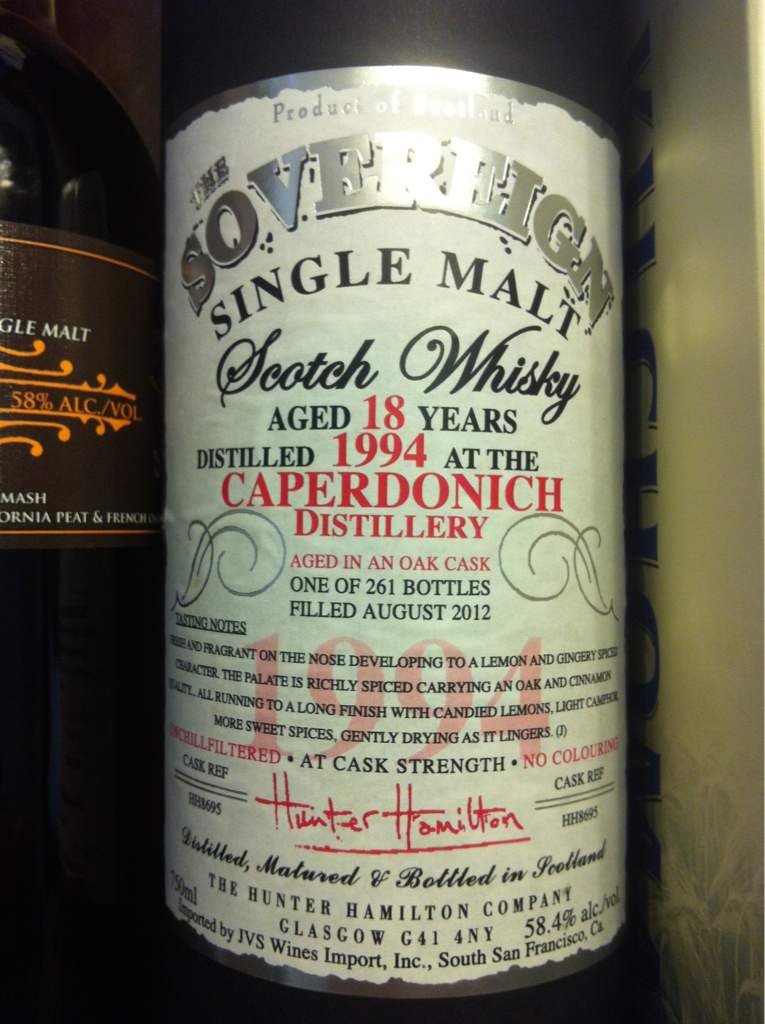 Product of Scotland
THE
SOVEREIGN
SINGLE MALT
Scotch Whisky
AGED 18 YEARS
DISTILLED 1994 AT THE
CAPERDONICH
DISTILLERY
AGED IN AN OAK CASK
ONE OF 261 BOTTLES
FILLED AUGUST 2012
TASTING NOTES
FRESH AND FRAGRANT ON THE NOSE DEVELOPING TO A LEMON AND GINGERY SPICED
CHARACTER. THE PALATE IS RICHLY SPICED CARRYING AN OAK AND CINNAMON
QUALITY.. ALL RUNNING TO A LONG FINISH WITH CANDIED LEMONS, LIGHT CAMPHOR,
MORE SWEET SPICES, GENTLY DRYING AS IT LINGERS. (J)
1994
UNCHILLFILTERED • AT CASK STRENGTH • NO COLOURING
CASK REF
HH8695
Hunter Hamilton
CASK REF
HH8695
Distilled, Matured & Bottled in Scotland
THE HUNTER HAMILTON COMPANY
GLASGOW G41 4NY
750ml
58.4% alc./vol.
Imported by JVS Wines Import, Inc., South San Francisco, Ca.
GLE MALT
58% ALC./VOL
MASH
ORNIA PEAT & FRENCH